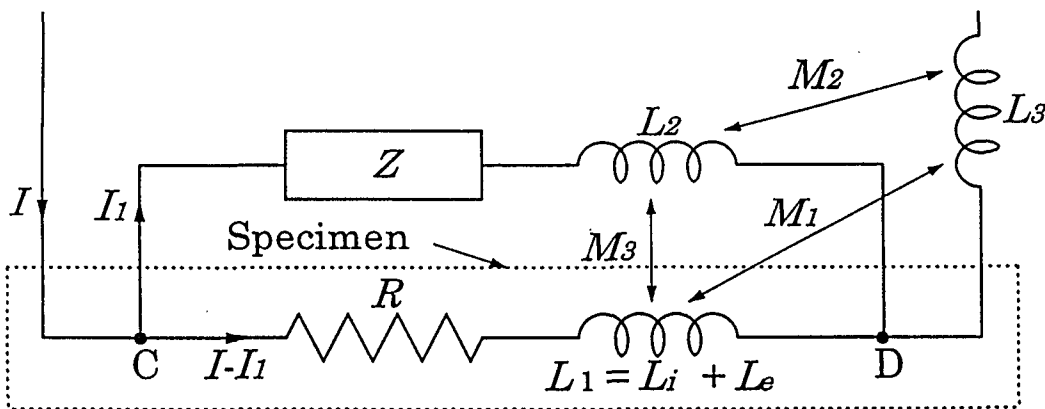 M2
L2
L3
Z
I
I1
M1
Specimen
M3
R
C
I-I1
L1 = Li + Le
D